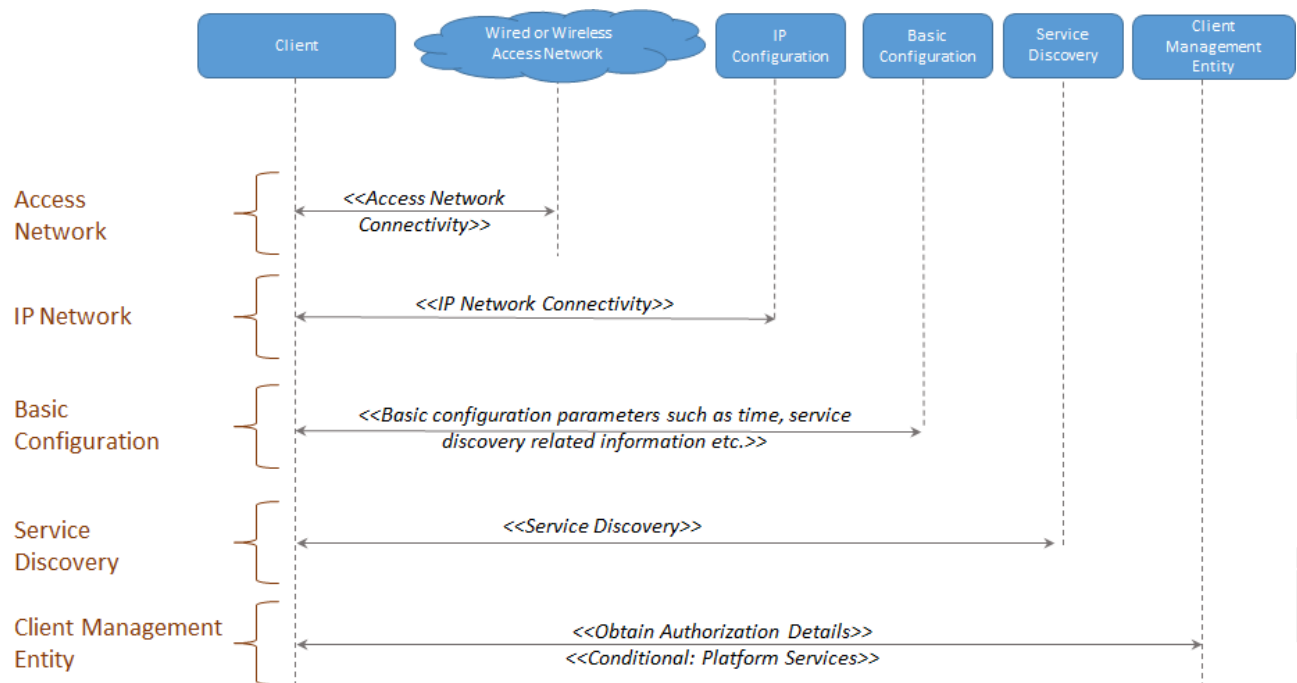 Client
Wired or Wireless
Access Network
IP
Configuration
Basic
Configuration
Service
Discovery
Client
Management
Entity
Access
Network
<<Access Network
Connectivity>>
IP Network
<<IP Network Connectivity>>
Basic
Configuration
<<Basic configuration parameters such as time, service
discovery related information etc.>>
Service
Discovery
<<Service Discovery>>
Client Management
Entity
<<Obtain Authorization Details>>
<<Conditional: Platform Services>>